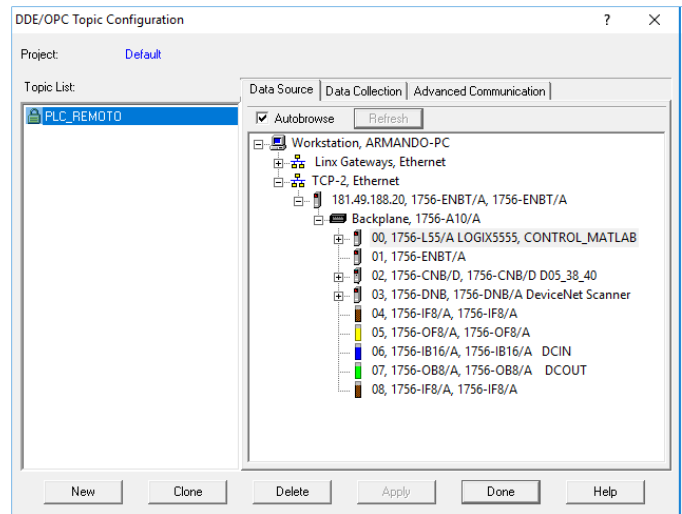 DDE/OPC Topic Configuration ? X
Project: Default
Topic List:
PLC_REMOTO
Data Source Data Collection Advanced Communication
Autobrowse Refresh
Workstation, ARMANDO-PC
Linx Gateways, Ethernet
TCP-2, Ethernet
181.49.188.20, 1756-ENBT/A, 1756-ENBT/A
Backplane, 1756-A10/A
00, 1756-L55/A LOGIX5555, CONTROL_MATLAB
01, 1756-ENBT/A
02, 1756-CNB/D, 1756-CNB/D D05_38_40
03, 1756-DNB, 1756-DNB/A DeviceNet Scanner
04, 1756-IF8/A, 1756-IF8/A
05, 1756-OF8/A, 1756-OF8/A
06, 1756-IB16/A, 1756-IB16/A DCIN
07, 1756-OB8/A, 1756-OB8/A DCOUT
08, 1756-IF8/A, 1756-IF8/A
New Clone Delete Apply Done Help